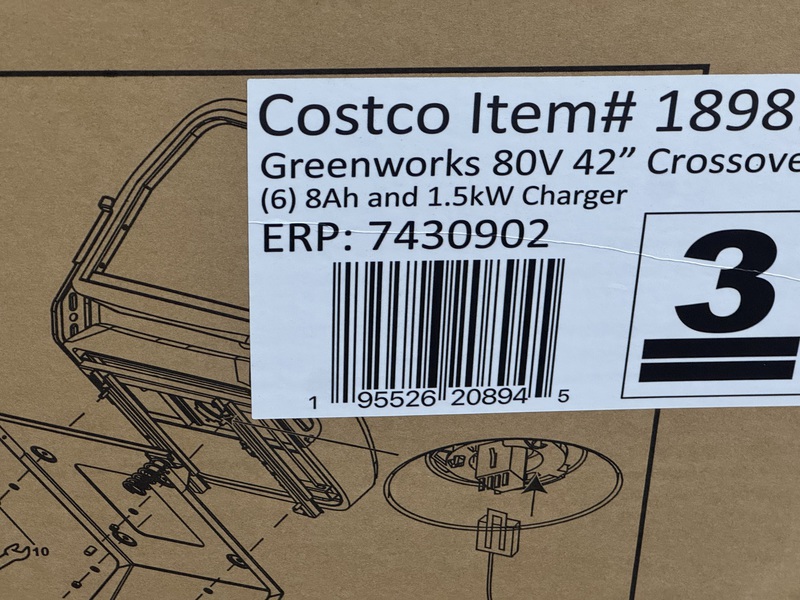 Costco Item# 1898
Greenworks 80V 42” Crossove
(6) 8Ah and 1.5kW Charger
ERP: 7430902
3
1 95526 20894 5
10